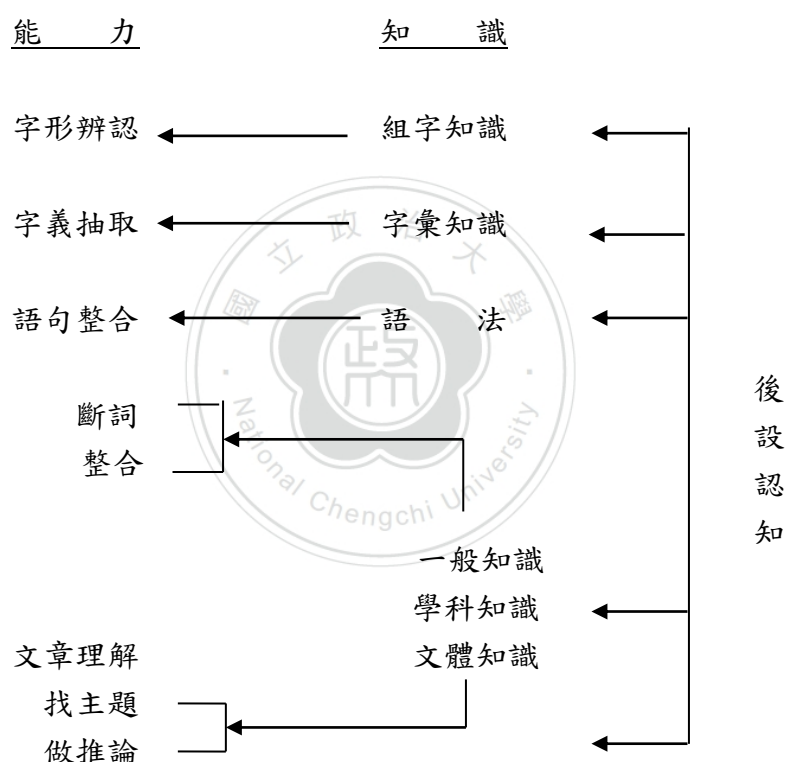 能 力 知 識
字形辨認 組字知識
字義抽取 字彙知識
語句整合 語 法
斷詞
整合
一般知識
學科知識
文章理解 文體知識
找主題
做推論
後設認知
國立政治大學
政
National Chengchi University